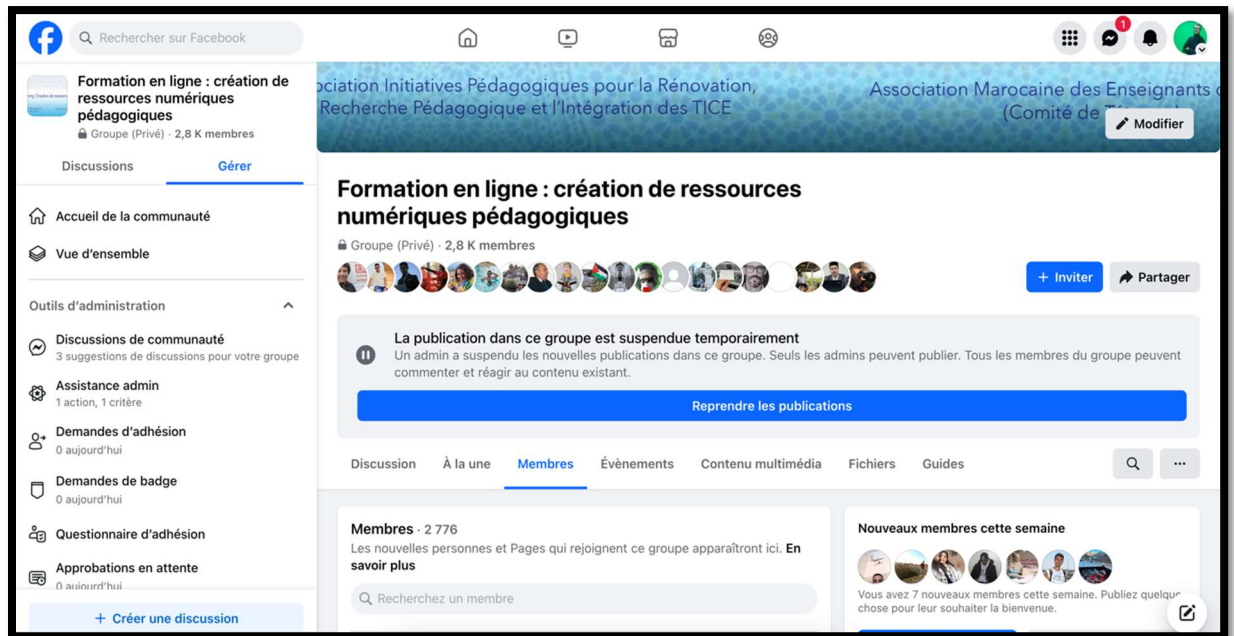 Rechercher sur Facebook
1
Formation en ligne : création de
ressources numériques
pédagogiques
Groupe (Privé) · 2,8 K membres
Discussions
Gérer
Accueil de la communauté
Vue d'ensemble
Outils d'administration
Discussions de communauté
3 suggestions de discussions pour votre groupe
Assistance admin
1 action, 1 critère
Demandes d'adhésion
0 aujourd'hui
Demandes de badge
0 aujourd'hui
Questionnaire d'adhésion
Approbations en attente
0 aujourd'hui
+ Créer une discussion
ociation Initiatives Pédagogiques pour la Rénovation,
Recherche Pédagogique et l'Intégration des TICE
Association Marocaine des Enseignants
(Comité de
Modifier
Formation en ligne : création de ressources
numériques pédagogiques
Groupe (Privé) · 2,8 K membres
+ Inviter
Partager
La publication dans ce groupe est suspendue temporairement
Un admin a suspendu les nouvelles publications dans ce groupe. Seuls les admins peuvent publier. Tous les membres du groupe peuvent
commenter et réagir au contenu existant.
Reprendre les publications
Discussion
À la une
Membres
Évènements
Contenu multimédia
Fichiers
Guides
Membres · 2 776
Les nouvelles personnes et Pages qui rejoignent ce groupe apparaîtront ici. En
savoir plus
Recherchez un membre
Nouveaux membres cette semaine
Vous avez 7 nouveaux membres cette semaine. Publiez quelque
chose pour leur souhaiter la bienvenue.